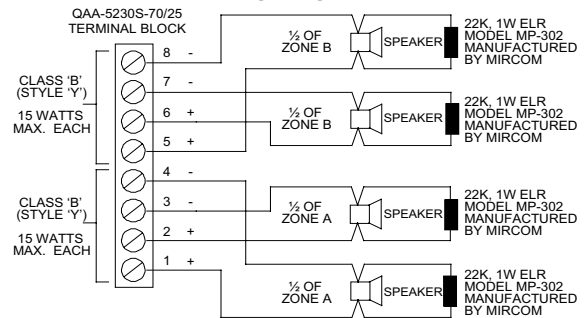 QAA-5230S-70/25
TERMINAL BLOCK
8 -
7 -
6 +
5 +
4 -
3 -
2 +
1 +
CLASS ‘B’
(STYLE ‘Y’)
15 WATTS
MAX. EACH
CLASS ‘B’
(STYLE ‘Y’)
15 WATTS
MAX. EACH
½ OF
ZONE B
SPEAKER
22K, 1W ELR
MODEL MP-302
MANUFACTURED
BY MIRCOM
½ OF
ZONE B
SPEAKER
22K, 1W ELR
MODEL MP-302
MANUFACTURED
BY MIRCOM
½ OF
ZONE A
SPEAKER
22K, 1W ELR
MODEL MP-302
MANUFACTURED
BY MIRCOM
½ OF
ZONE A
SPEAKER
22K, 1W ELR
MODEL MP-302
MANUFACTURED
BY MIRCOM